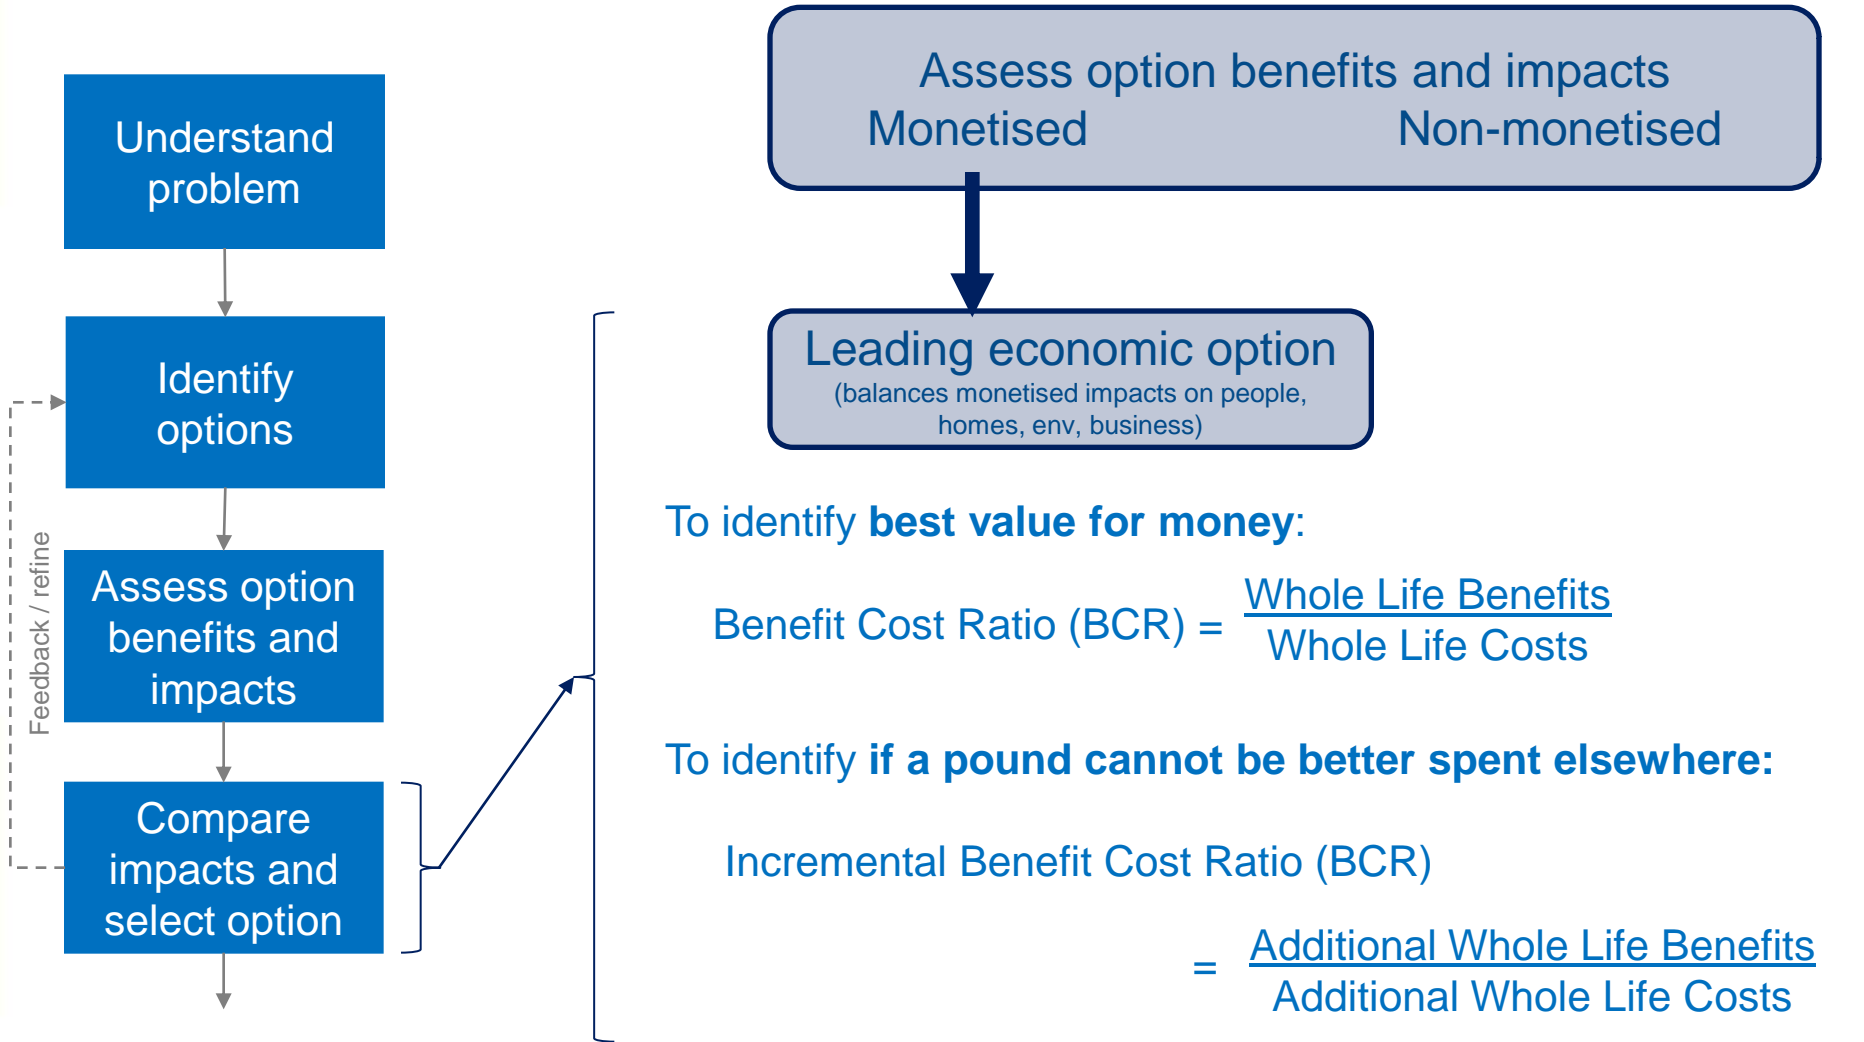 Understand
problem
Identify
options
Assess option
benefits and
impacts
Compare
impacts and
select option
Feedback / refine
Assess option benefits and impacts
Monetised Non-monetised
Leading economic option
(balances monetised impacts on people,
homes, env, business)
To identify best value for money:
Benefit Cost Ratio (BCR) = Whole Life Benefits
Whole Life Costs
To identify if a pound cannot be better spent elsewhere:
Incremental Benefit Cost Ratio (BCR)
= Additional Whole Life Benefits
Additional Whole Life Costs